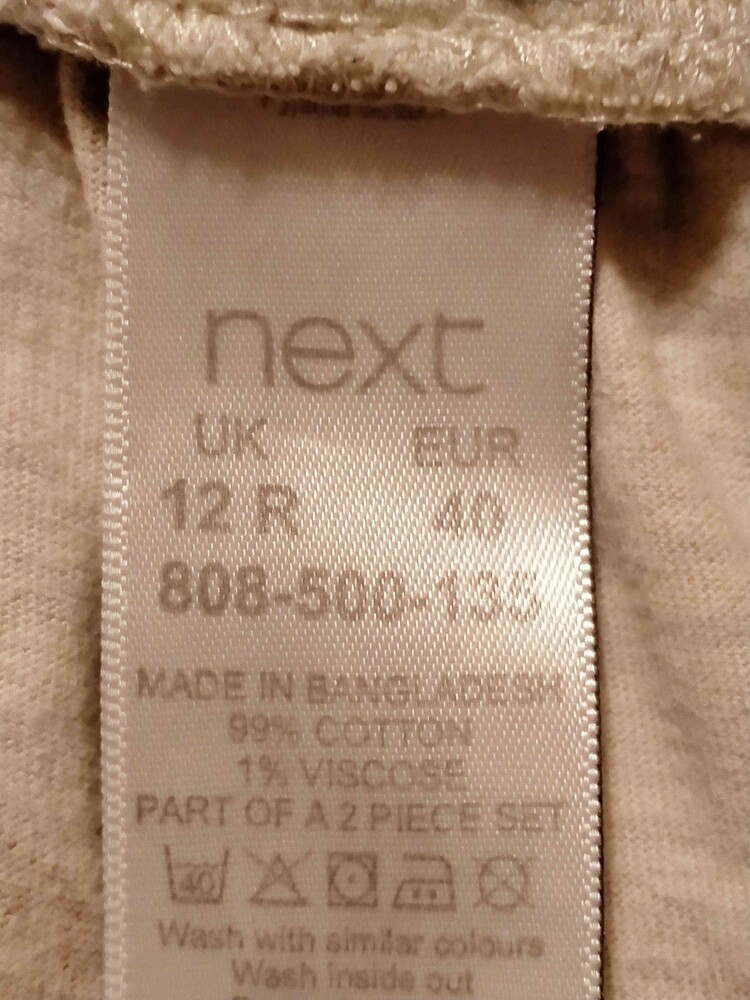 next
UK EUR
12 R 40
808-500-135
MADE IN BANGLADESH
99% COTTON
1% VISCOSE
PART OF A 2 PIECE SET
40
Wash with similar colours
Wash inside out